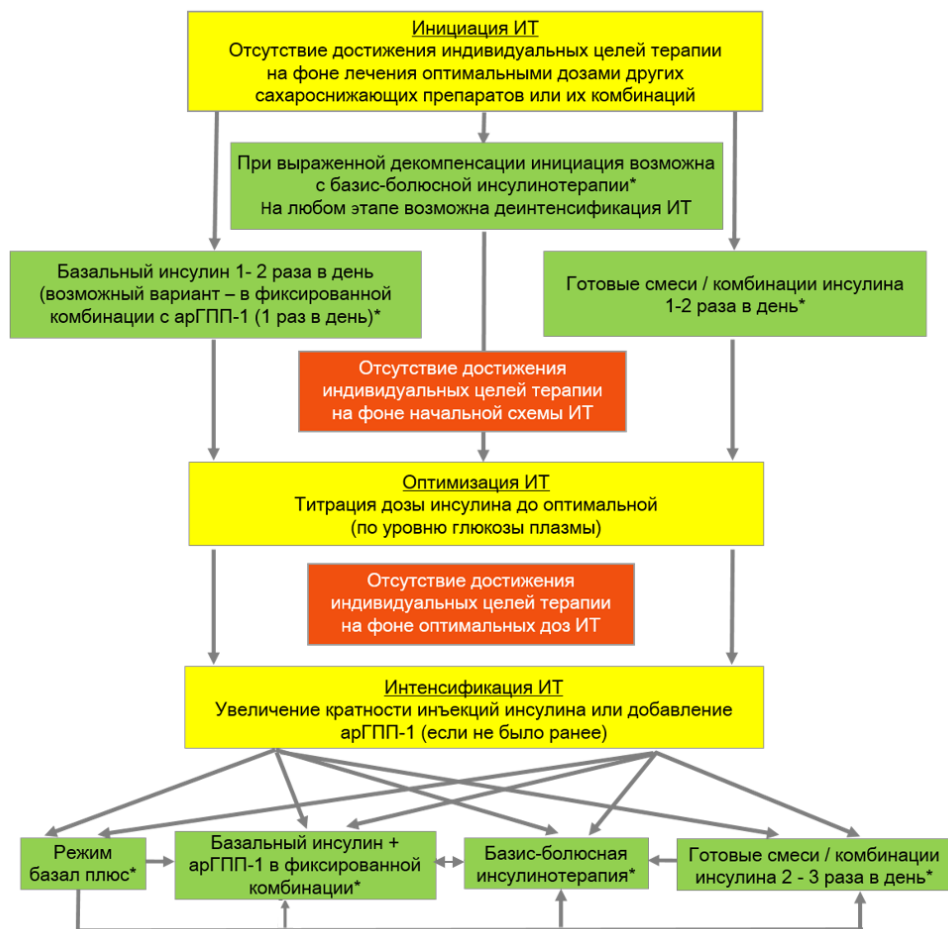 Инициация ИТ
Отсутствие достижения индивидуальных целей терапии
на фоне лечения оптимальными дозами других
сахароснижающих препаратов или их комбинаций
При выраженной декомпенсации инициация возможна
с базис-болюсной инсулинотерапии*
На любом этапе возможна деинтенсификация ИТ
Базальный инсулин 1- 2 раза в день
(возможный вариант – в фиксированной
комбинации с арГПП-1 (1 раз в день)*
Готовые смеси / комбинации инсулина
1-2 раза в день*
Отсутствие достижения
индивидуальных целей терапии
на фоне начальной схемы ИТ
Оптимизация ИТ
Титрация дозы инсулина до оптимальной
(по уровню глюкозы плазмы)
Отсутствие достижения
индивидуальных целей терапии
на фоне оптимальных доз ИТ
Интенсификация ИТ
Увеличение кратности инъекций инсулина или добавление
арГПП-1 (если не было ранее)
Режим
базал плюс*
Базальный инсулин +
арГПП-1 в фиксированной
комбинации*
Базис-болюсная
инсулинотерапия*
Готовые смеси / комбинации
инсулина 2 - 3 раза в день*